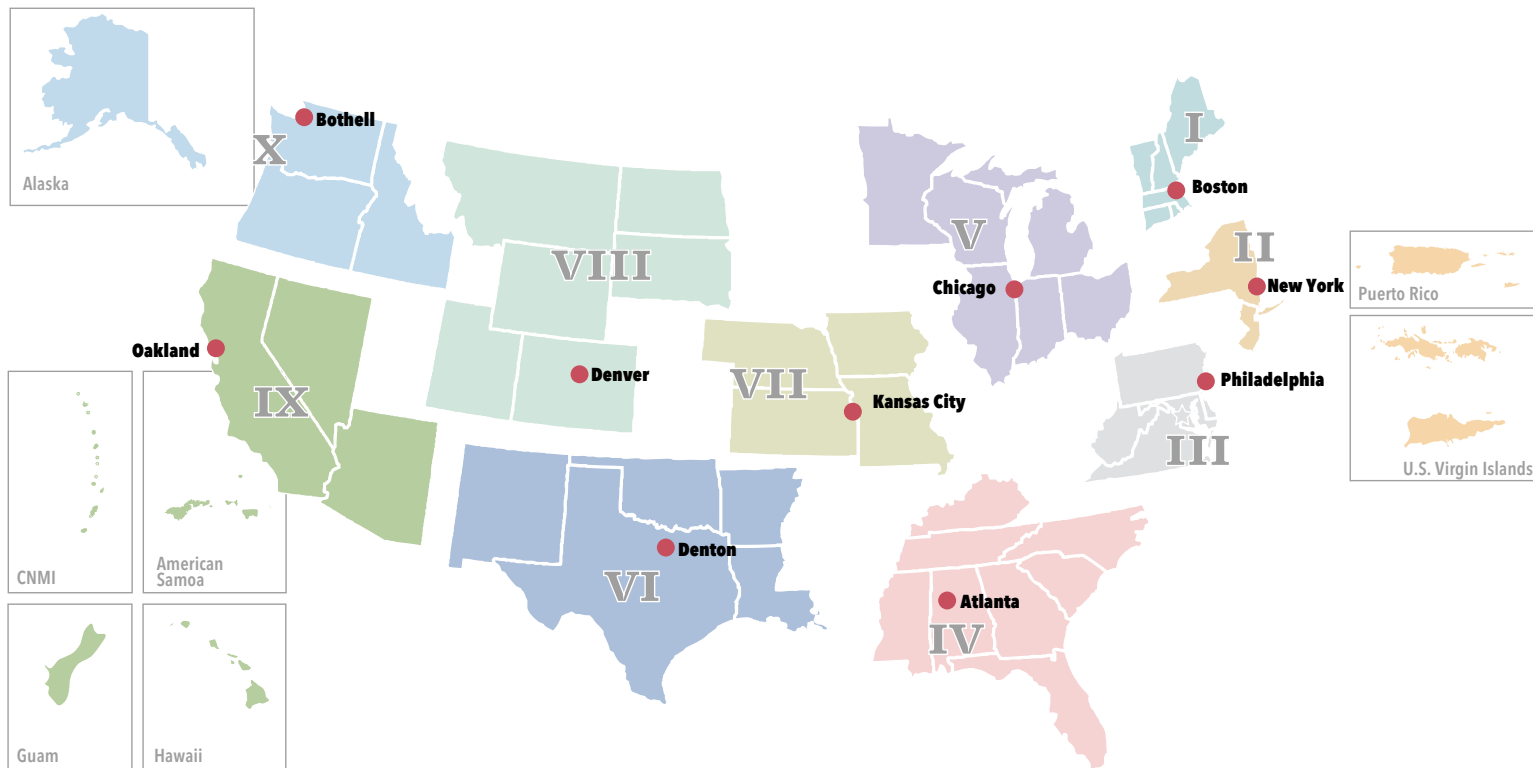 Alaska
X
Bothell
I
Boston
V
VIII
II
New York
Puerto Rico
Chicago
Oakland
Denver
VII
Kansas City
Philadelphia
IX
III
U.S. Virgin Islands
CNMI
American
Samoa
Denton
VI
Atlanta
IV
Guam
Hawaii